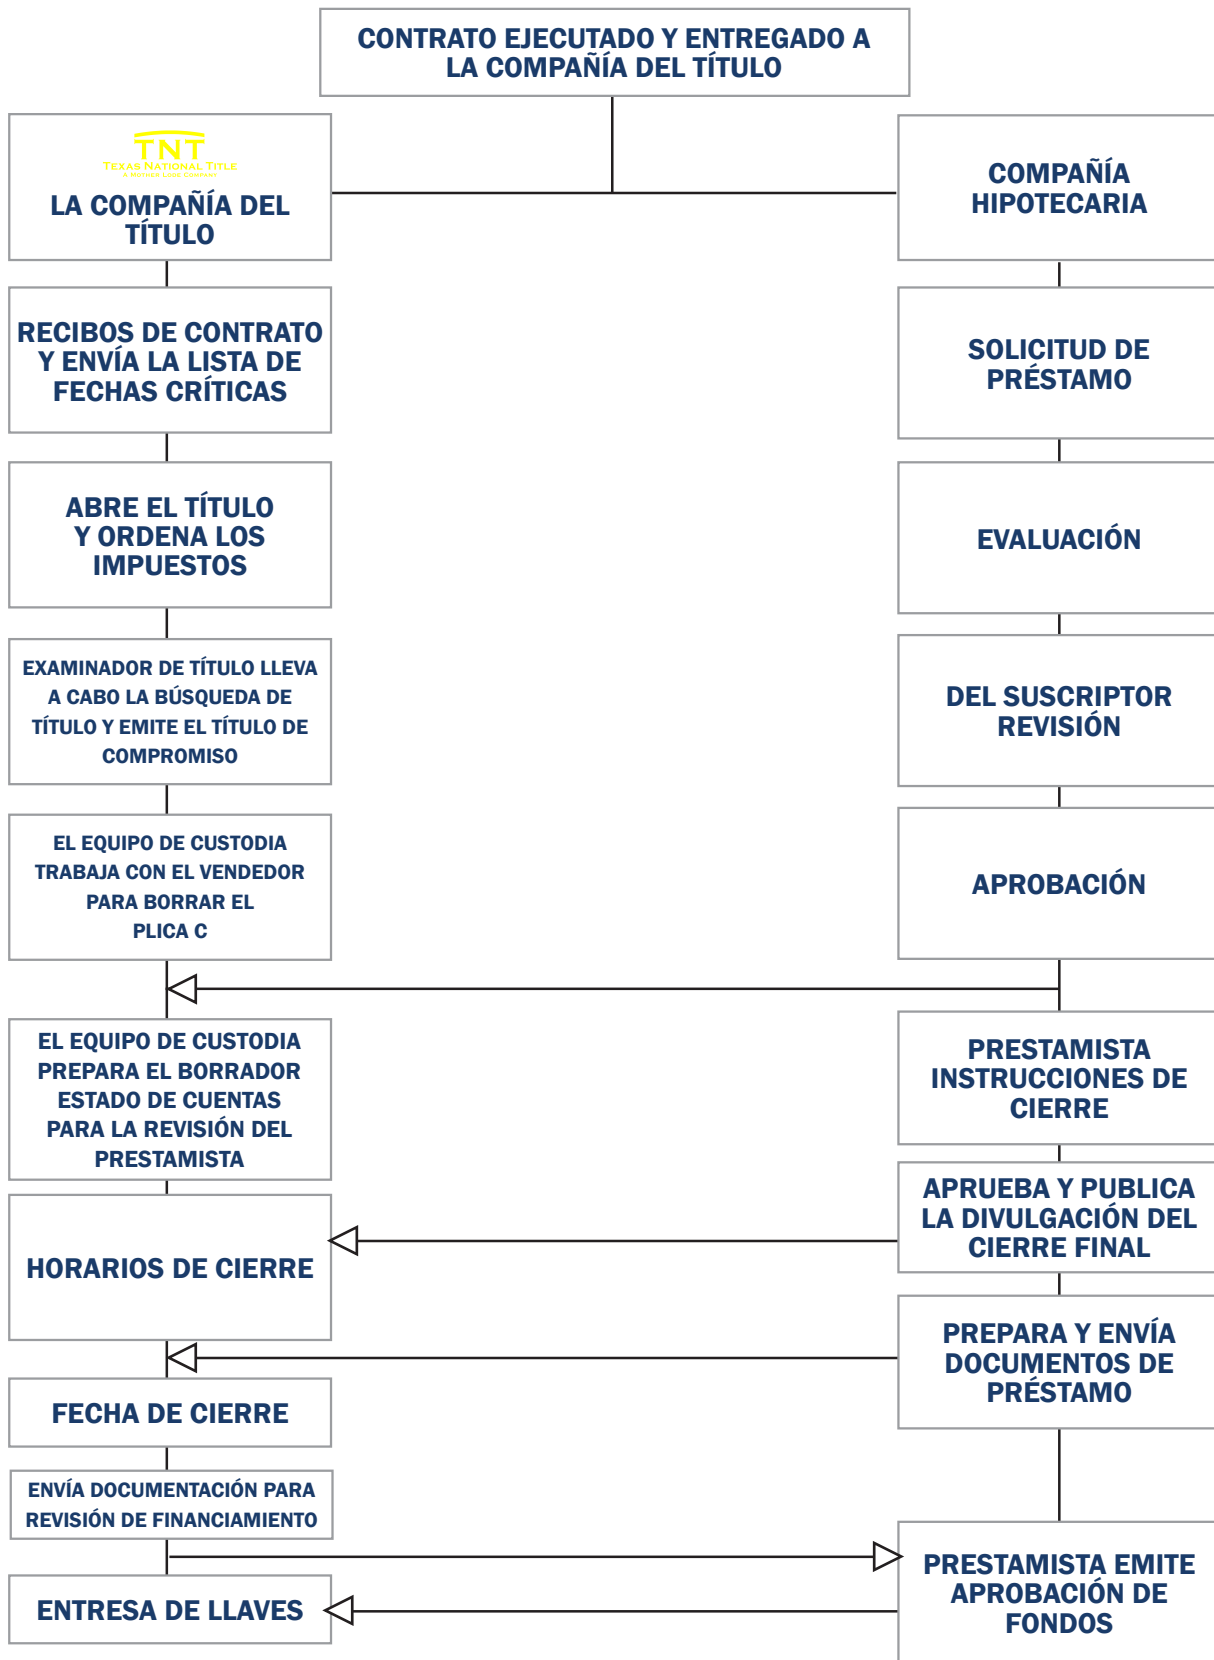 CONTRATO EJECUTADO Y ENTREGADO A
LA COMPAÑÍA DEL TÍTULO
TNT
TEXAS NATIONAL TITLE
A MOTHER LODE COMPANY
LA COMPAÑÍA DEL
TÍTULO
RECIBOS DE CONTRATO
Y ENVÍA LA LISTA DE
FECHAS CRÍTICAS
ABRE EL TÍTULO
Y ORDENA LOS
IMPUESTOS
EXAMINADOR DE TÍTULO LLEVA
A CABO LA BÚSQUEDA DE
TÍTULO Y EMITE EL TÍTULO DE
COMPROMISO
EL EQUIPO DE CUSTODIA
TRABAJA CON EL VENDEDOR
PARA BORRAR EL
PLICA C
EL EQUIPO DE CUSTODIA
PREPARA EL BORRADOR
ESTADO DE CUENTAS
PARA LA REVISIÓN DEL
PRESTAMISTA
HORARIOS DE CIERRE
FECHA DE CIERRE
ENVÍA DOCUMENTACIÓN PARA
REVISIÓN DE FINANCIAMIENTO
ENTRESA DE LLAVES
COMPAÑÍA
HIPOTECARIA
SOLICITUD DE
PRÉSTAMO
EVALUACIÓN
DEL SUSCRIPTOR
REVISIÓN
APROBACIÓN
PRESTAMISTA
INSTRUCCIONES DE
CIERRE
APRUEBA Y PUBLICA
LA DIVULGACIÓN DEL
CIERRE FINAL
PREPARA Y ENVÍA
DOCUMENTOS DE
PRÉSTAMO
PRESTAMISTA EMITE
APROBACIÓN DE
FONDOS